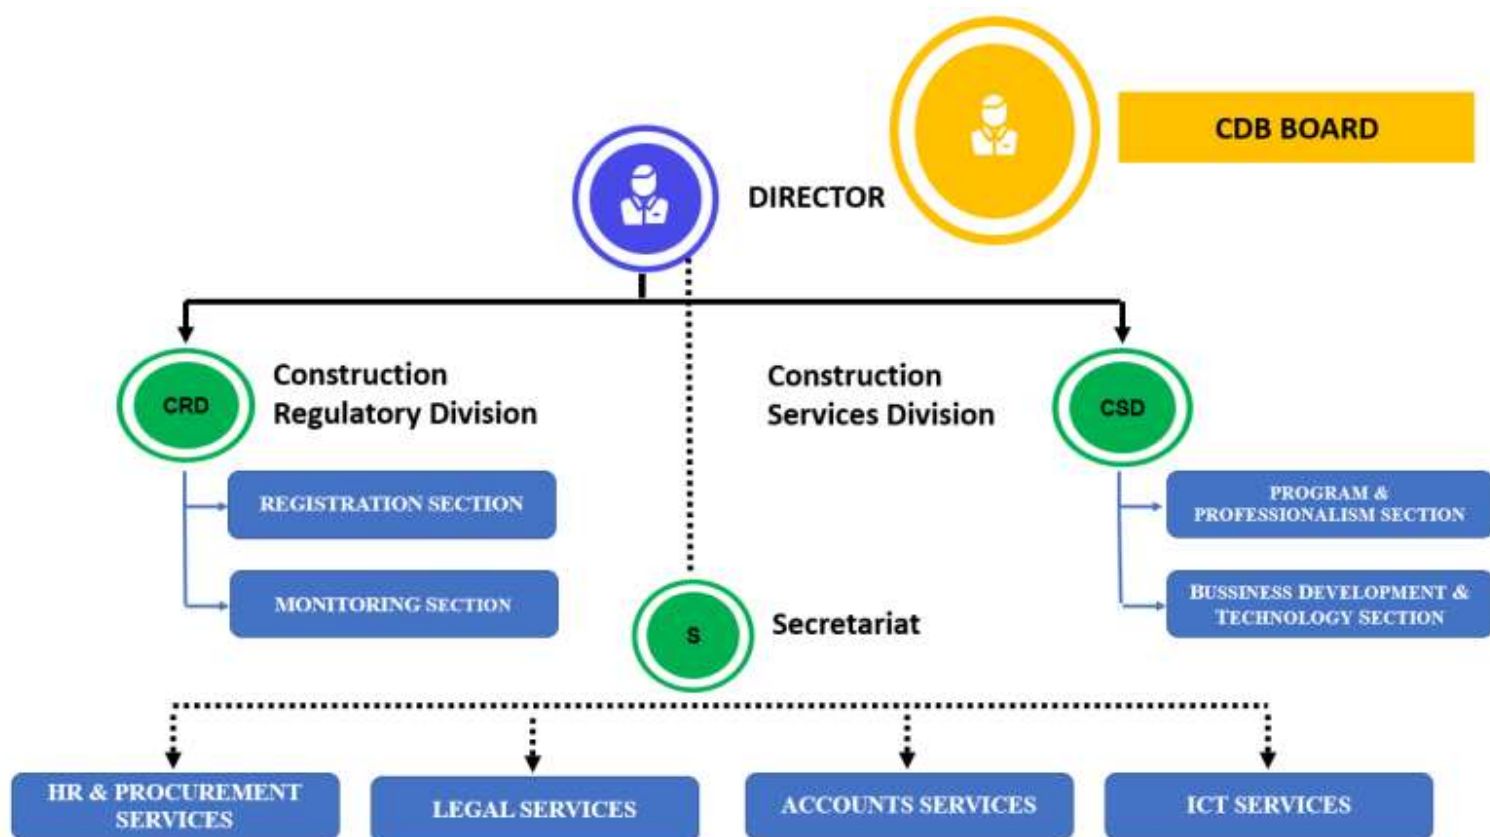 CDB BOARD
DIRECTOR
CRD
Construction
Regulatory Division
Construction
Services Division
CSD
REGISTRATION SECTION
MONITORING SECTION
PROGRAM &
PROFESSIONALISM SECTION
BUSSINESS DEVELOPMENT &
TECHNOLOGY SECTION
S
Secretariat
HR & PROCUREMENT
SERVICES
LEGAL SERVICES
ACCOUNTS SERVICES
ICT SERVICES